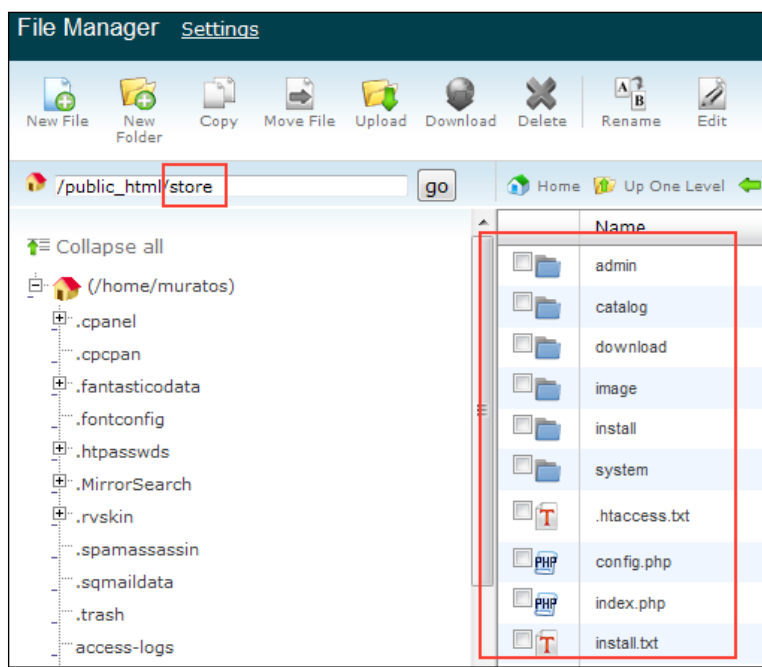 File Manager Settings
New File New Folder Copy Move File Upload Download Delete Rename Edit
/public_html/store go Home Up One Level
Name
Collapse all
(/home/muratos)
.cpanel
.cpcpan
.fantasticodata
.fontconfig
.htpasswds
.MirrorSearch
.rvskin
.spamassassin
.sqmaildata
.trash
access-logs
admin
catalog
download
image
install
system
.htaccess.txt
config.php
index.php
install.txt